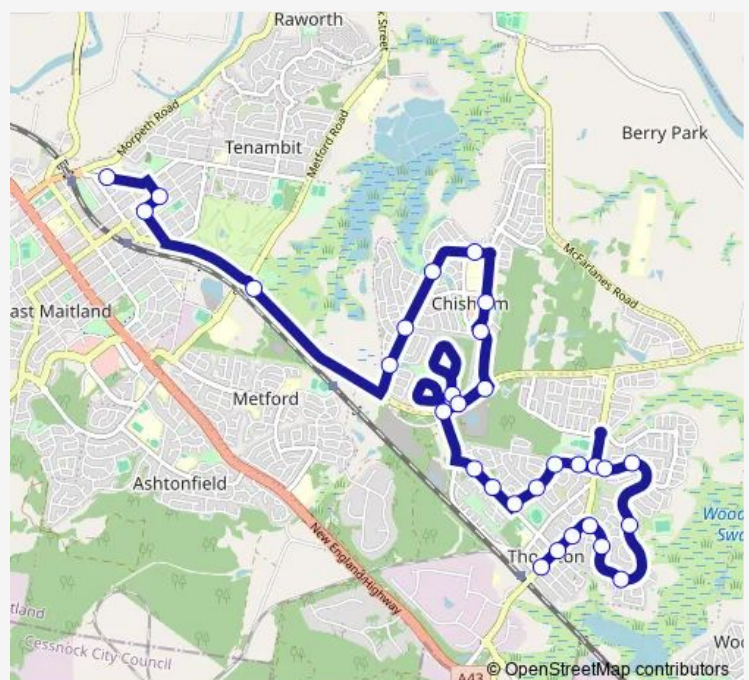 Raworth
k Street
Morpeth Road
Metford Road
Tenambit
Berry Park
McFarlanes Road
ast Maitland
Chisholm
Metford
Ashtonfield
New England Highway
Wood
Swa
Thornton
tland
Cessnock City Council
Woo
A43
© OpenStreetMap contributors